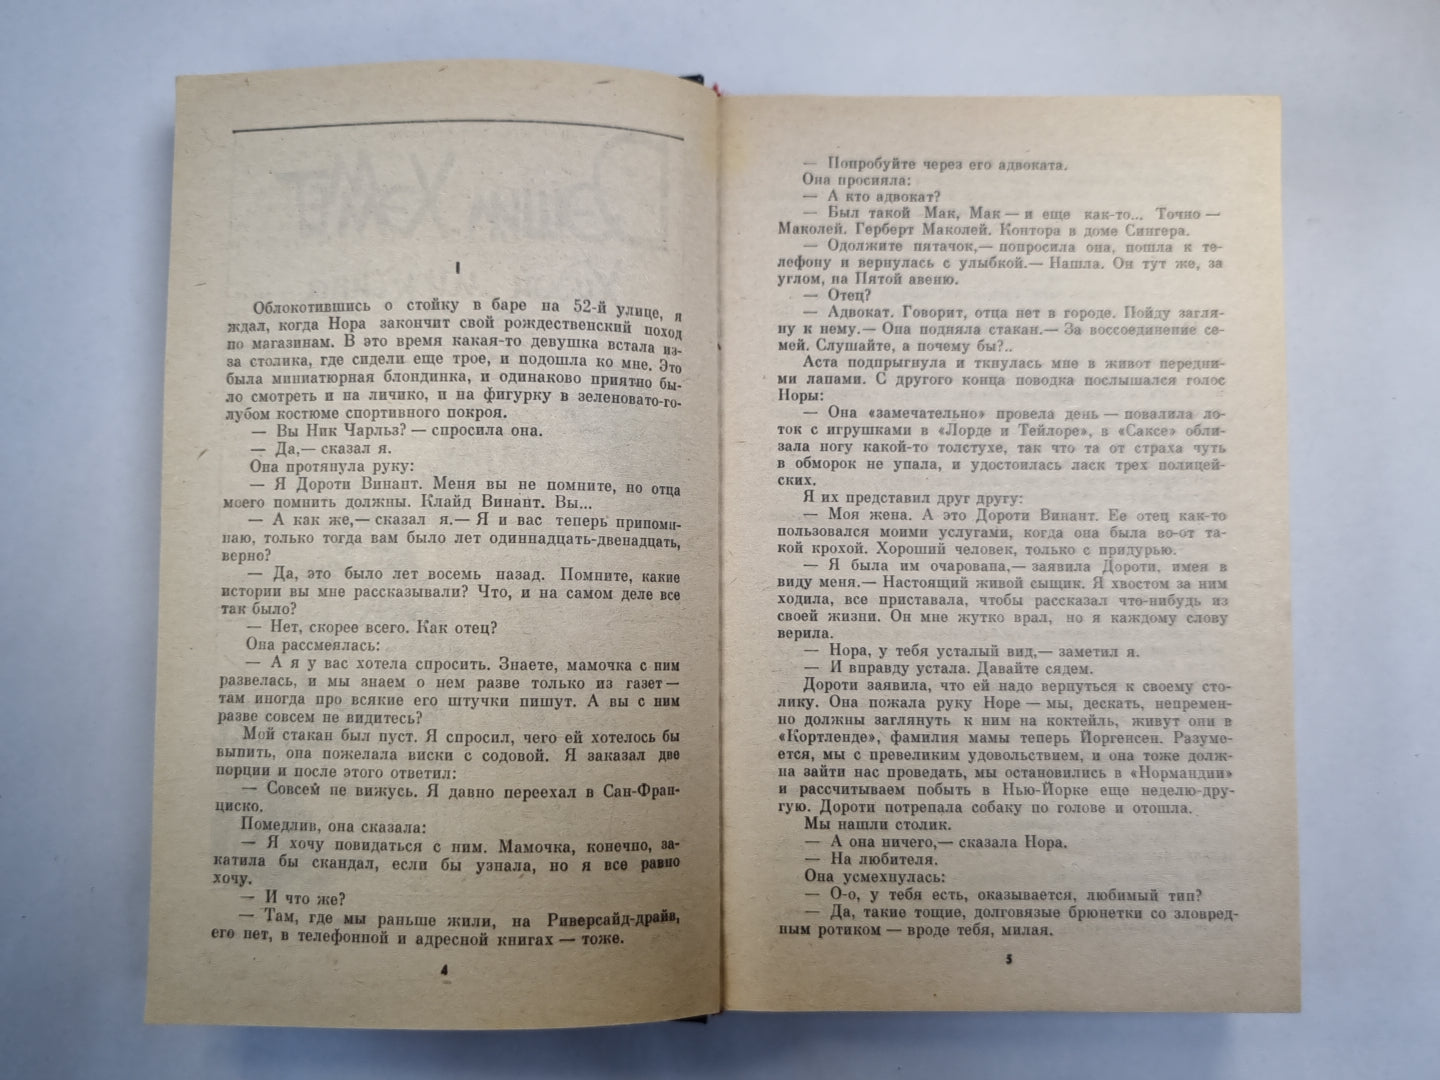 I
Облокотившись о стойку в баре на 52-й улице, я
ждал, когда Нора закончит свой рождественский поход
по магазинам. В это время какая-то девушка встала из-
за столика, где сидели еще трое, и подошла ко мне. Это
была миниатюрная блондинка, и одинаково приятно бы-
ло смотреть и на личико, и на фигурку в зеленовато-го-
лубом костюме спортивного покроя.
— Вы Ник Чарльз? — спросила она.
— Да,— сказал я.
Она протянула руку:
— Я Дороти Винант. Меня вы не помните, но отца
моего помнить должны. Клайд Винант. Вы...
— А как же,— сказал я.— Я и вас теперь припоми-
наю, только тогда вам было лет одиннадцать-двенадцать,
верно?
— Да, это было лет восемь назад. Помните, какие
истории вы мне рассказывали? Что, и на самом деле все
так было?
— Нет, скорее всего. Как отец?
Она рассмеялась:
— А я у вас хотела спросить. Знаете, мамочка с ним
развелась, и мы знаем о нем разве только из газет —
там иногда про всякие его штучки пишут. А вы с ним
разве совсем не видитесь?
Мой стакан был пуст. Я спросил, чего ей хотелось бы
выпить, она пожелала виски с содовой. Я заказал две
порции и после этого ответил:
— Совсем не вижусь. Я давно переехал в Сан-Фран-
циско.
Помедлив, она сказала:
— Я хочу повидаться с ним. Мамочка, конечно, за-
катила бы скандал, если бы узнала, но я все равно
хочу.
— И что же?
— Там, где мы раньше жили, на Риверсайд-драйв,
его нет, в телефонной и адресной книгах — тоже.
4
— Попробуйте через его адвоката.
Она просияла:
— А кто адвокат?
— Был такой Мак, Мак — и еще как-то... Точно —
Маколей. Герберт Маколей. Контора в доме Сингера.
— Одолжите пятачок,— попросила она, пошла к те-
лефону и вернулась с улыбкой.— Нашла. Он тут же, за
углом, на Пятой авеню.
— Отец?
— Адвокат. Говорит, отца нет в городе. Пойду загля-
ну к нему.— Она подняла стакан.— За воссоединение се-
мей. Слушайте, а почему бы?..
Аста подпрыгнула и ткнулась мне в живот передни-
ми лапами. С другого конца поводка послышался голос
Норы:
— Она «замечательно» провела день — повалила ло-
ток с игрушками в «Лорде и Тейлоре», в «Саксе» обли-
зала ногу какой-то толстухе, так что та от страха чуть
в обморок не упала, и удостоилась ласк трех полицей-
ских.
Я их представил друг другу:
— Моя жена. А это Дороти Винант. Ее отец как-то
пользовался моими услугами, когда она была во-от та-
кой крохой. Хороший человек, только с придурью.
— Я была им очарована,— заявила Дороти, имея в
виду меня.— Настоящий живой сыщик. Я хвостом за ним
ходила, все приставала, чтобы рассказал что-нибудь из
своей жизни. Он мне жутко врал, но я каждому слову
верила.
— Нора, у тебя усталый вид,— заметил я.
— И вправду устала. Давайте сядем.
Дороти заявила, что ей надо вернуться к своему сто-
лику. Она пожала руку Норе — мы, дескать, непремен-
но должны заглянуть к ним на коктейль, живут они в
«Кортленде», фамилия мамы теперь Йоргенсен. Разуме-
ется, мы с превеликим удовольствием, и она тоже долж-
на зайти нас проведать, мы остановились в «Нормандии»
и рассчитываем побыть в Нью-Йорке еще неделю-дру-
гую. Дороти потрепала собаку по голове и отошла.
Мы нашли столик.
— А она ничего,— сказала Нора.
— На любителя.
Она усмехнулась:
— О-о, у тебя есть, оказывается, любимый тип?
— Да, такие тощие, долговязые брюнетки со зловред-
ным ротиком — вроде тебя, милая.
5